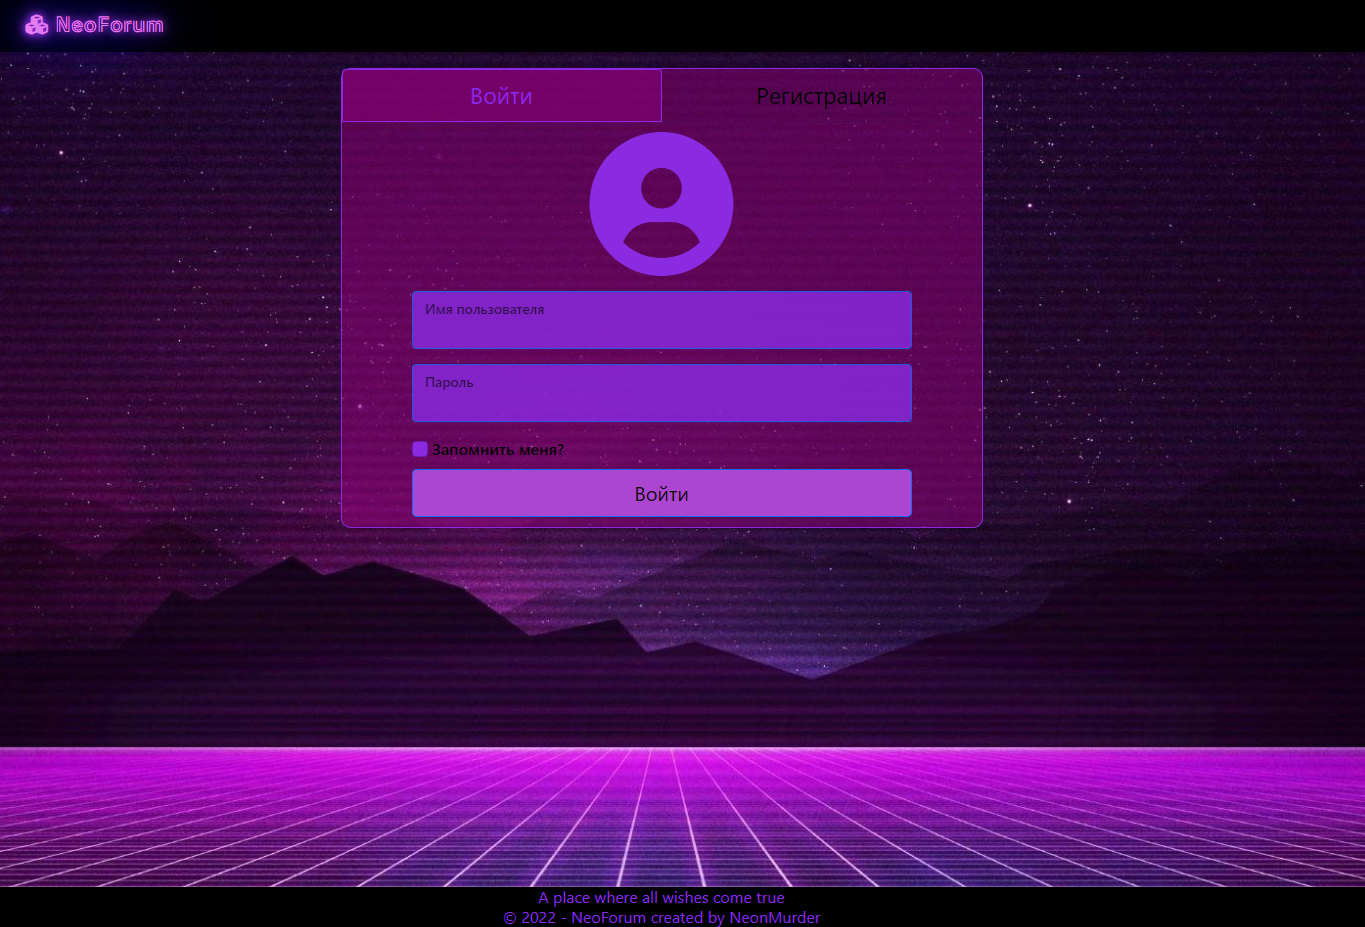 NeoForum
Войти
Регистрация
Имя пользователя
Пароль
Запомнить меня?
Войти
A place where all wishes come true
© 2022 - NeoForum created by NeonMurder